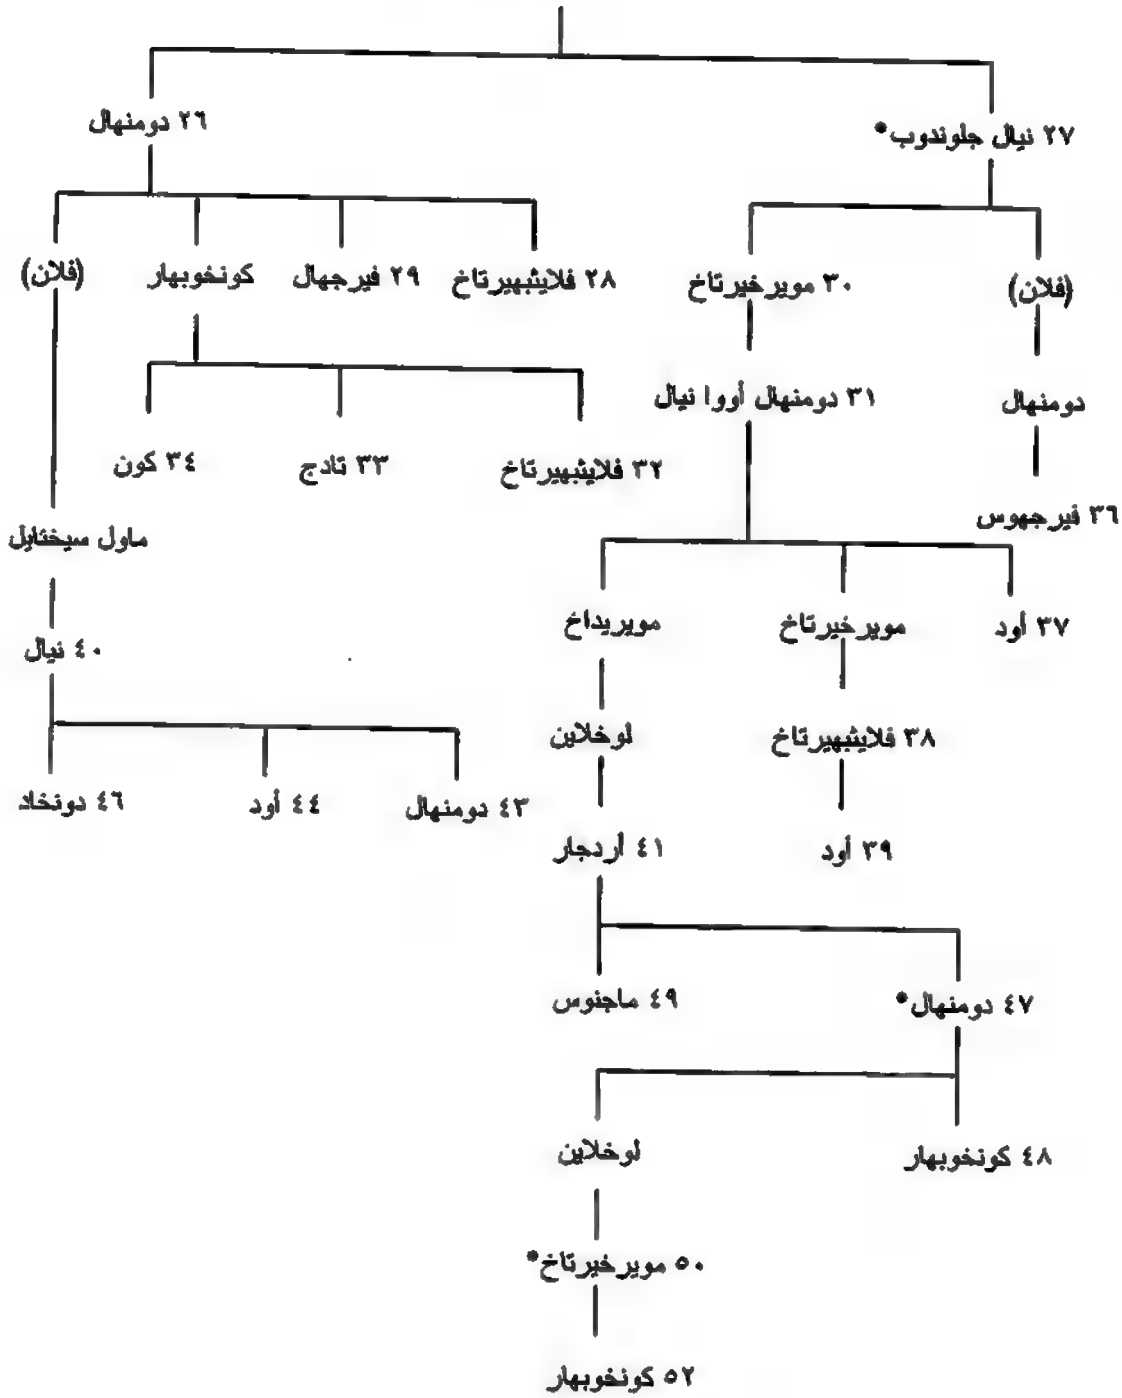 ٢٧ نيال جلوندوب*
٢٦ دومنهال
(فلان)
٣٠ مويرخيرتاخ
٢٨ فلايثبهيرتاخ
٢٩ فيرجهال
كونخوبهار
(فلان)
دومنهال
٣١ دومنهال أووا نيال
٣٢ فلايثبهيرتاخ
٣٣ تادج
٣٤ كون
٣٦ فيرجهوس
ماول سيختايل
٣٧ أود
مويرخيرتاخ
مويريداخ
٤٠ نيال
٣٨ فلايثبهيرتاخ
لوخلاين
٤٣ دومنهال
٤٤ أود
٤٦ دونخاد
٣٩ أود
٤١ أردجار
٤٧ دومنهال*
٤٩ ماجنوس
٤٨ كونخوبهار
لوخلاين
٥٠ مويرخيرتاخ*
٥٢ كونخوبهار